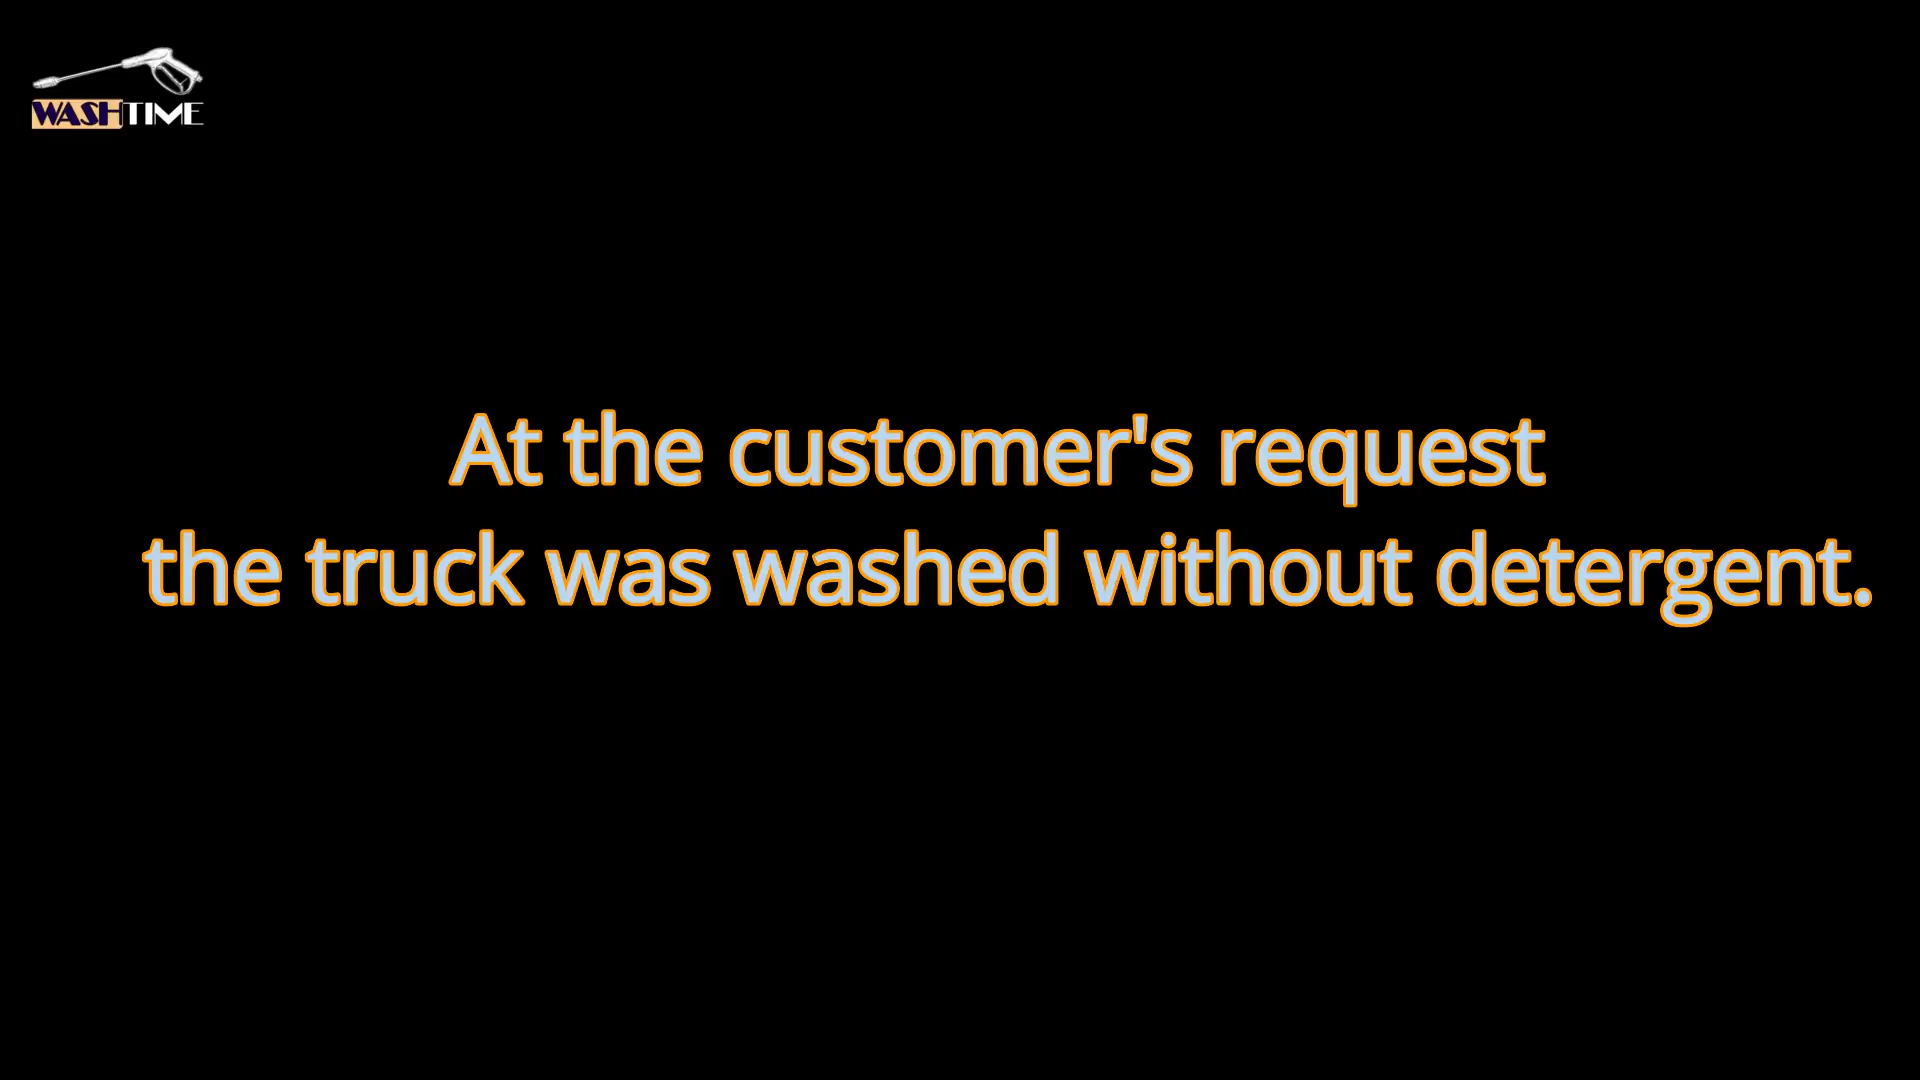 WASHTIME
At the customer's request
the truck was washed without detergent.